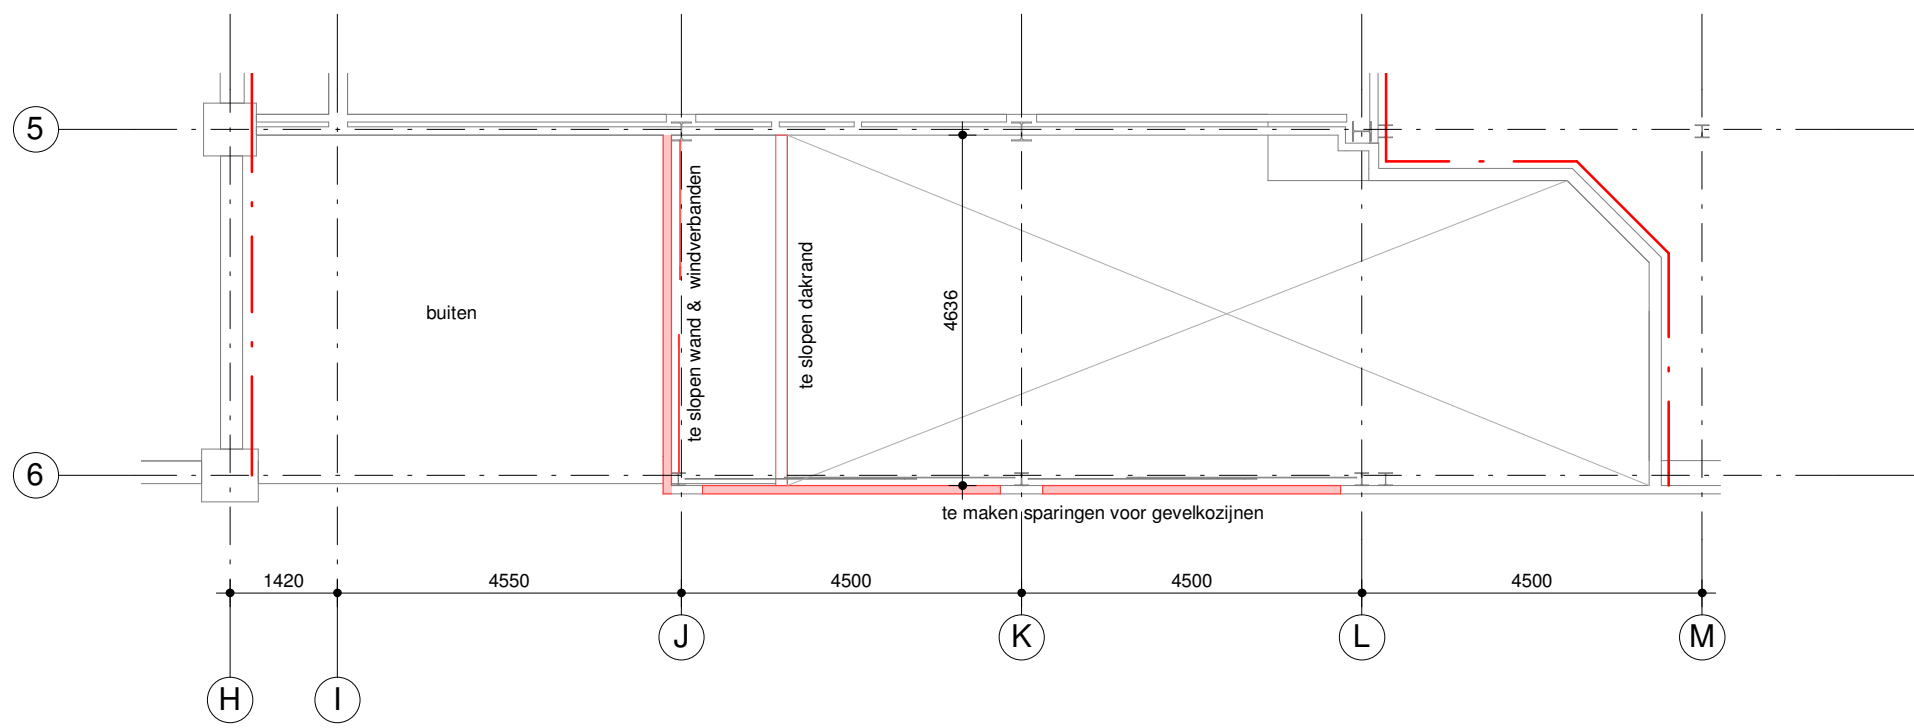 5
te slopen wand & windverbanden
te slopen dakrand
4636
buiten
6
te maken sparingen voor gevelkozijnen
1420
4550
4500
4500
4500
J
K
L
M
H
I